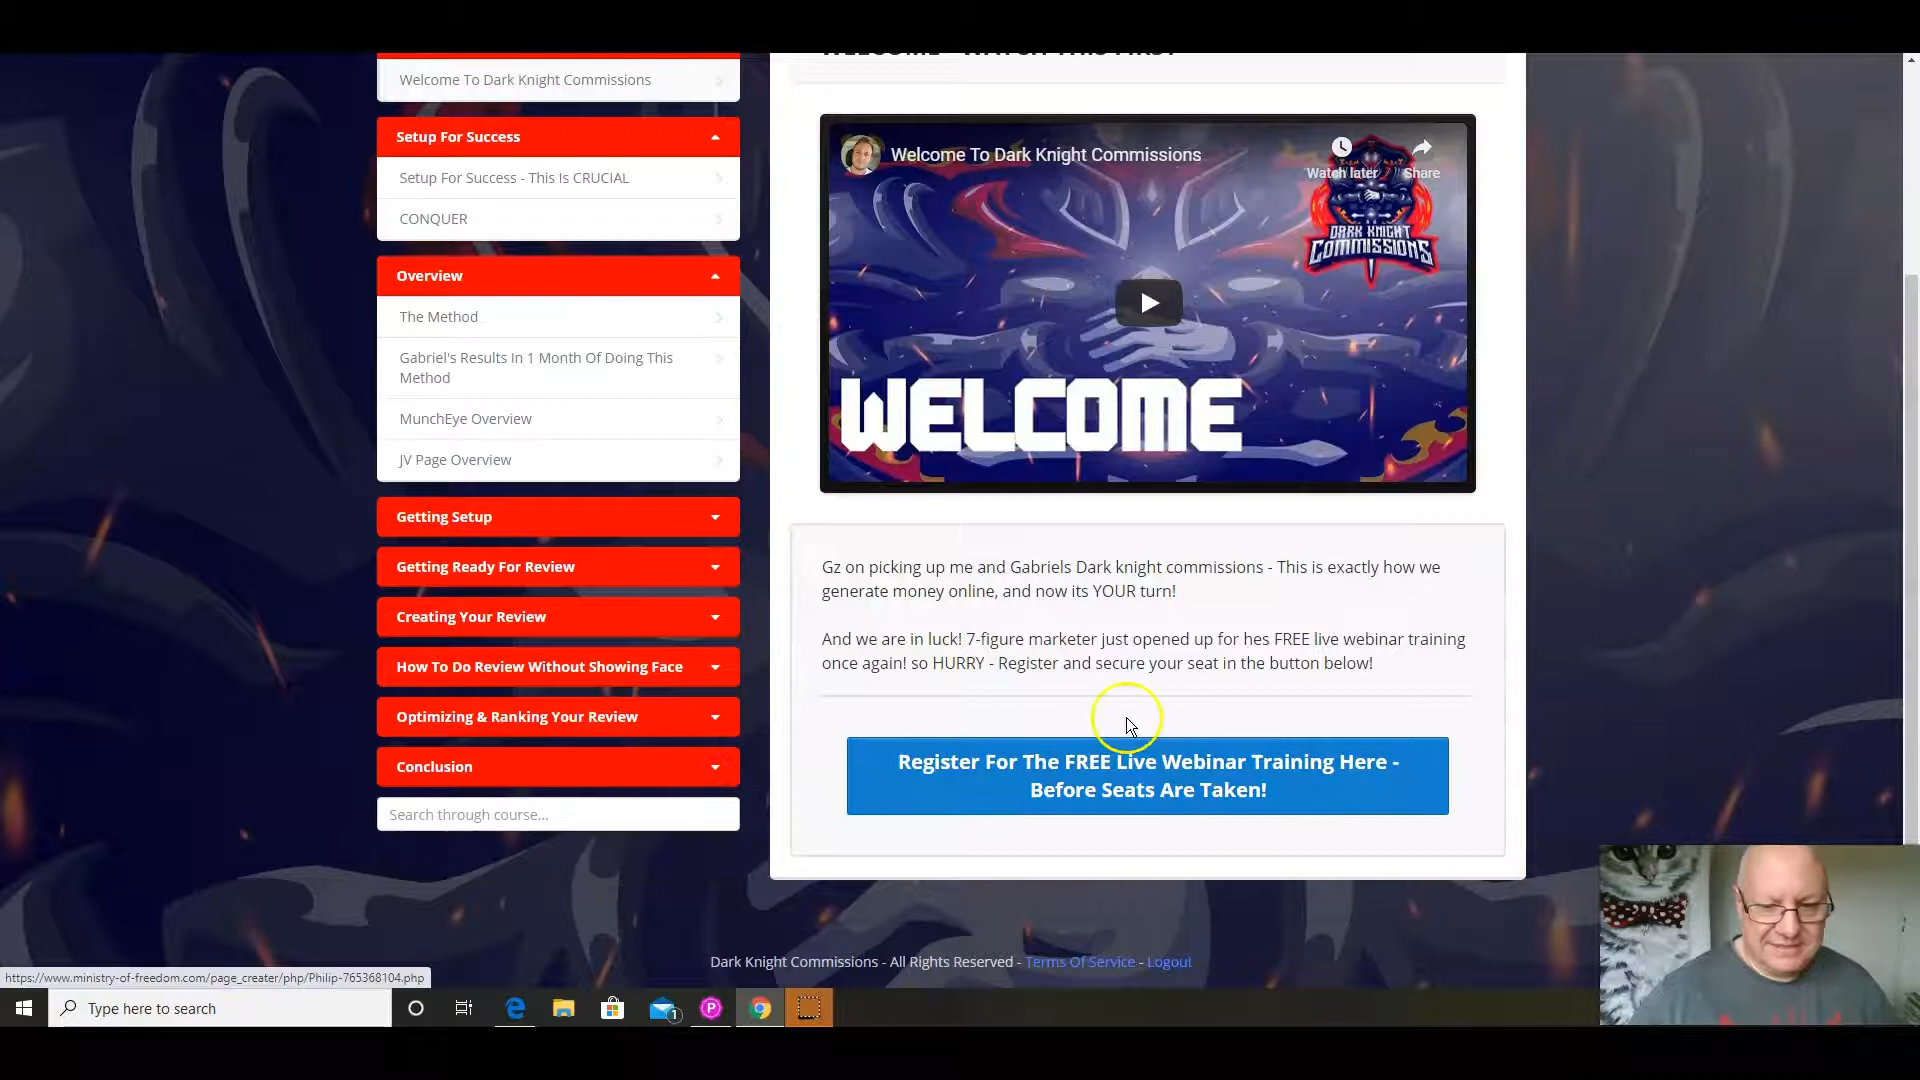 WELCOME - WATCH THIS FIRST
Welcome To Dark Knight Commissions
Setup For Success
Setup For Success - This Is CRUCIAL
CONQUER
Overview
The Method
Gabriel's Results In 1 Month Of Doing This
Method
MunchEye Overview
JV Page Overview
Getting Setup
Getting Ready For Review
Creating Your Review
How To Do Review Without Showing Face
Optimizing & Ranking Your Review
Conclusion
Search through course...
Welcome To Dark Knight Commissions
Watch later
Share
DARK KNIGHT
COMMISSIONS
WELCOME
Gz on picking up me and Gabriels Dark knight commissions - This is exactly how we
generate money online, and now its YOUR turn!
And we are in luck! 7-figure marketer just opened up for hes FREE live webinar training
once again! so HURRY - Register and secure your seat in the button below!
Register For The FREE Live Webinar Training Here -
Before Seats Are Taken!
Dark Knight Commissions - All Rights Reserved - Terms Of Service - Logout
https://www.ministry-of-freedom.com/page_creater/php/Philip-765368104.php
Type here to search
1
P